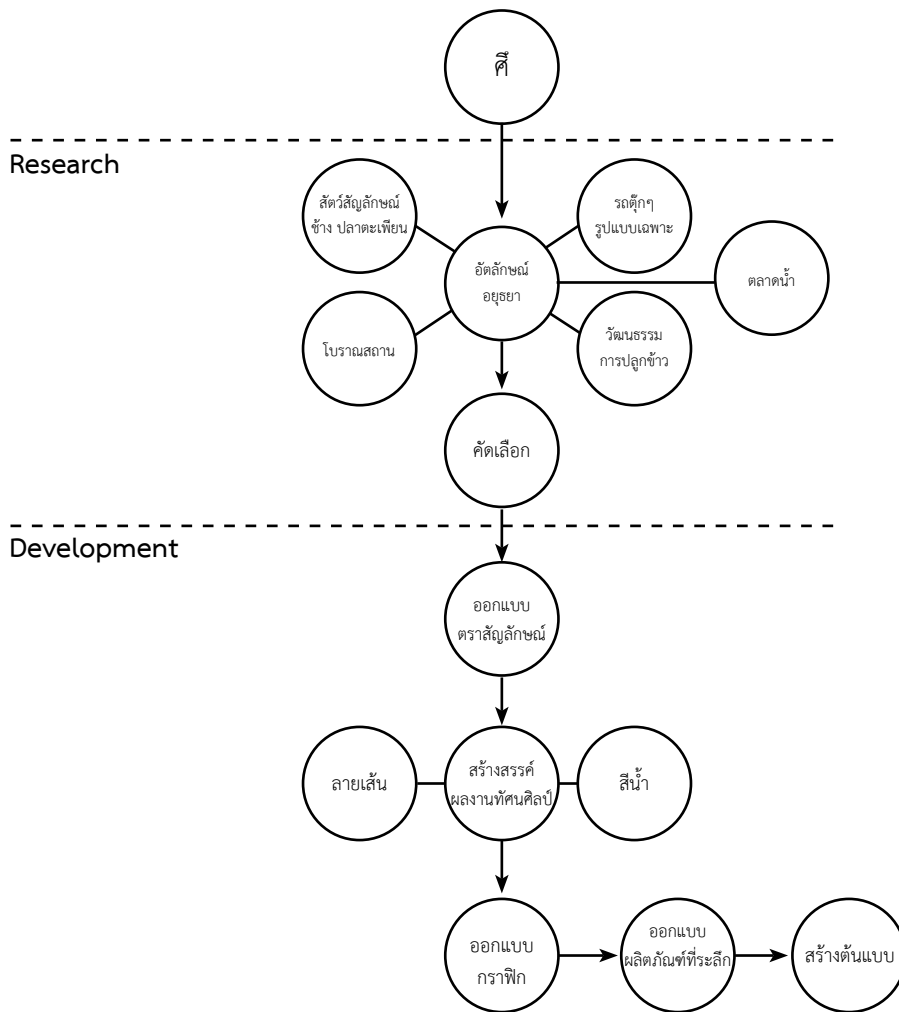 ศึ
Research
สัตว์สัญลักษณ์
ช้าง ปลาตะเพียน
รถตุ๊กๆ
รูปแบบเฉพาะ
อัตลักษณ์
อยุธยา
ตลาดน้ำ
โบราณสถาน
วัฒนธรรม
การปลูกข้าว
คัดเลือก
Development
ออกแบบ
ตราสัญลักษณ์
ลายเส้น
สร้างสรรค์
ผลงานทัศนศิลป์
สีน้ำ
ออกแบบ
กราฟิก
ออกแบบ
ผลิตภัณฑ์ที่ระลึก
สร้างต้นแบบ